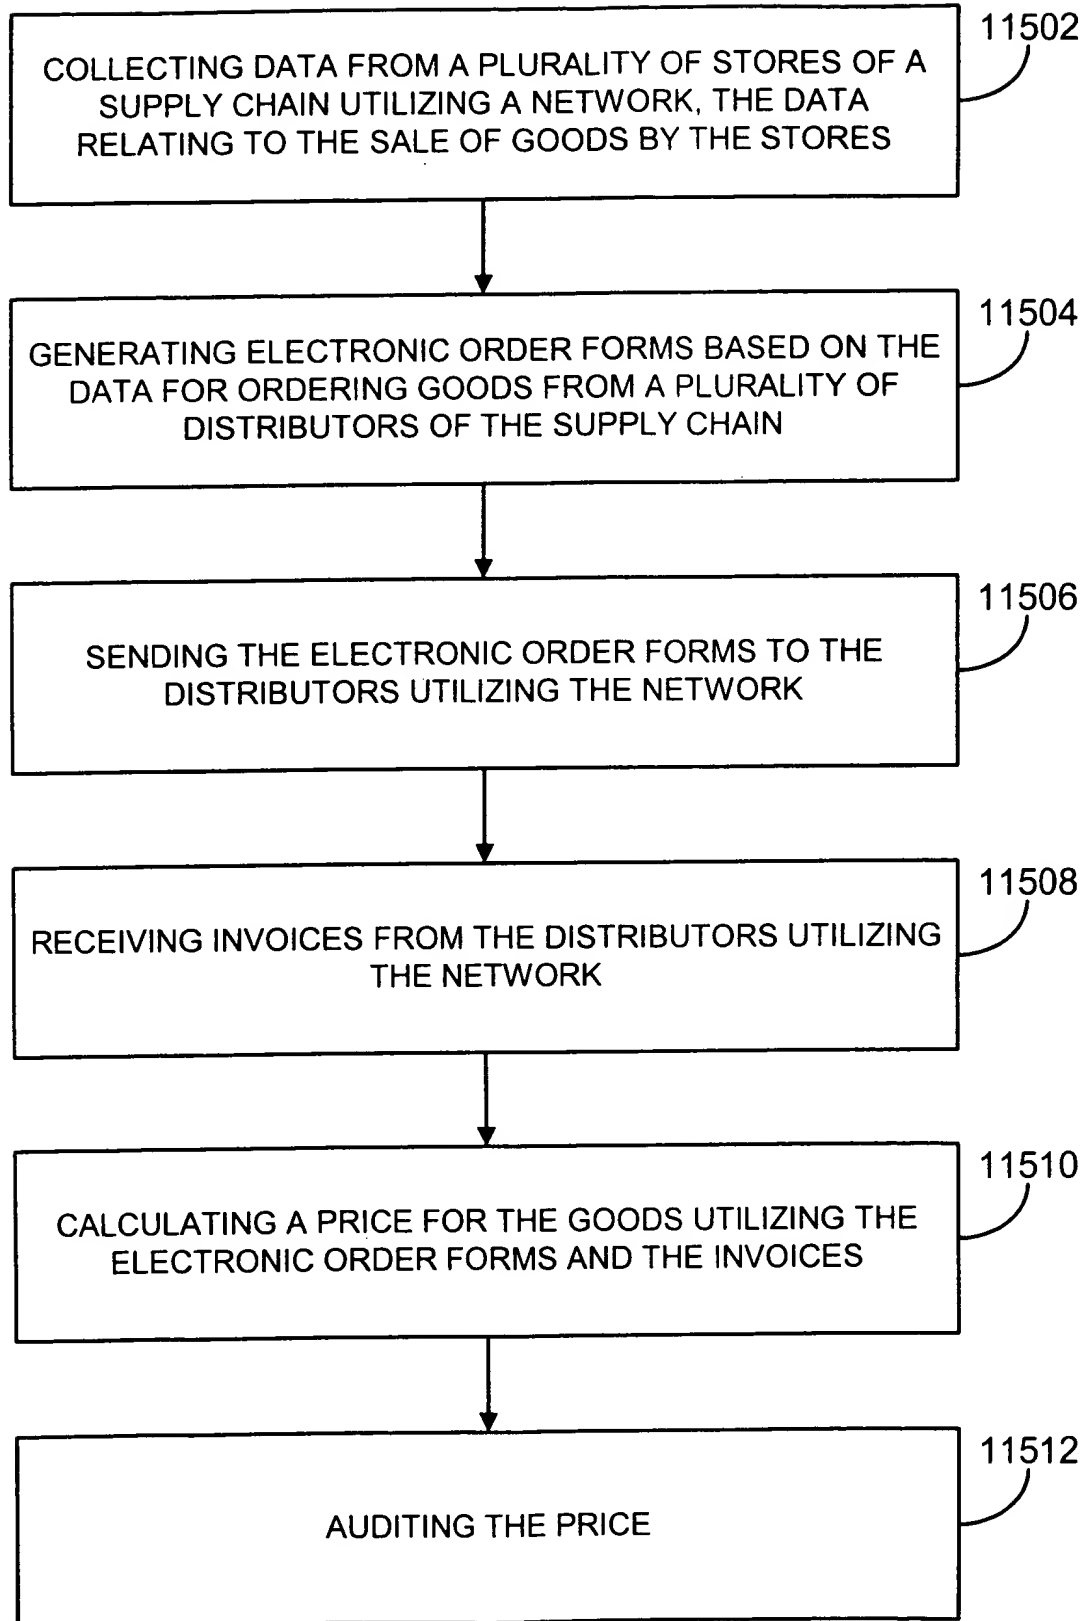 11502
COLLECTING DATA FROM A PLURALITY OF STORES OF A
SUPPLY CHAIN UTILIZING A NETWORK, THE DATA
RELATING TO THE SALE OF GOODS BY THE STORES
11504
GENERATING ELECTRONIC ORDER FORMS BASED ON THE
DATA FOR ORDERING GOODS FROM A PLURALITY OF
DISTRIBUTORS OF THE SUPPLY CHAIN
11506
SENDING THE ELECTRONIC ORDER FORMS TO THE
DISTRIBUTORS UTILIZING THE NETWORK
11508
RECEIVING INVOICES FROM THE DISTRIBUTORS UTILIZING
THE NETWORK
11510
CALCULATING A PRICE FOR THE GOODS UTILIZING THE
ELECTRONIC ORDER FORMS AND THE INVOICES
11512
AUDITING THE PRICE